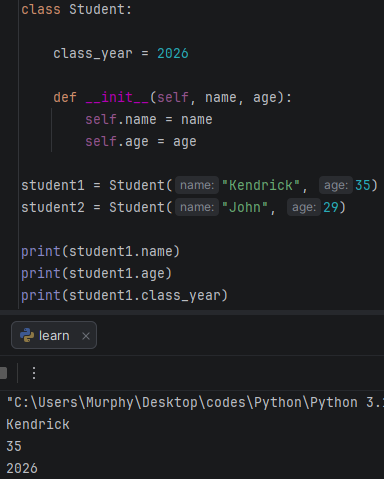 class Student:
class_year = 2026
def __init__(self, name, age):
self.name = name
self.age = age
student1 = Student(name: "Kendrick", age: 35)
student2 = Student(name: "John", age: 29)
print(student1.name)
print(student1.age)
print(student1.class_year)
learn
"C:\Users\Murphy\Desktop\codes\Python\Python 3.
Kendrick
35
2026